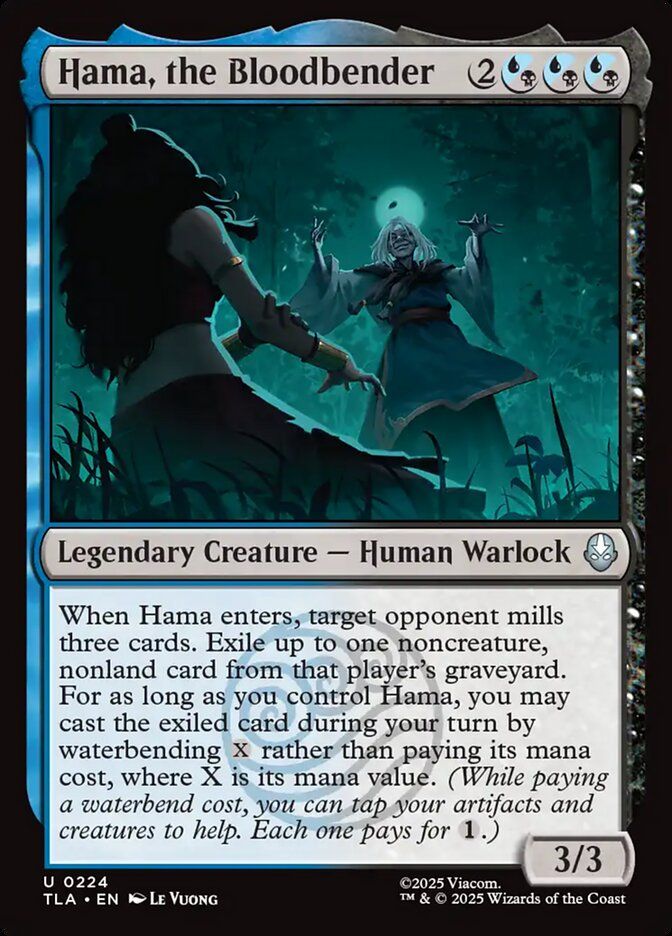 Hama, the Bloodbender 2
Legendary Creature — Human Warlock
When Hama enters, target opponent mills
three cards. Exile up to one noncreature,
nonland card from that player's graveyard.
For as long as you control Hama, you may
cast the exiled card during your turn by
waterbending X rather than paying its mana
cost, where X is its mana value. (While paying
a waterbend cost, you can tap your artifacts and
creatures to help. Each one pays for 1.)
3/3
U 0224
TLA • EN Le Vuong
©2025 Viacom.
™ & © 2025 Wizards of the Coast